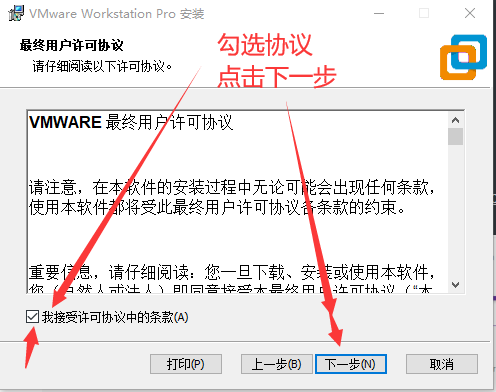 VMware Workstation Pro 安装
最终用户许可协议
请仔细阅读以下许可协议。
勾选协议
点击下一步
VMWARE 最终用户许可协议
请注意，在本软件的安装过程中无论可能会出现任何条款，
使用本软件都将受此最终用户许可协议各条款的约束。
重要信息，请仔细阅读：您一旦下载、安装或使用本软件，
您（自然人或法人）即同意接受本最终用户许可协议（“本
我接受许可协议中的条款(A)
打印(P)
上一步(B)
下一步(N)
取消